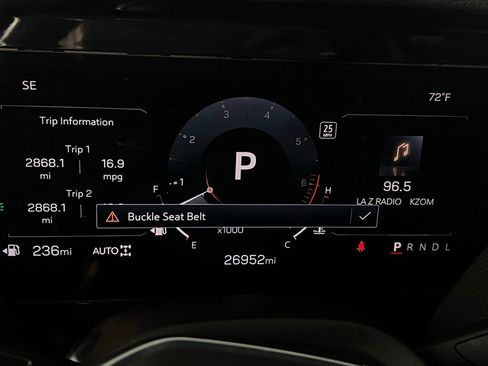 SE
72°F
Trip Information
Trip 1
2868.1 16.9
mi mpg
Trip 2
2868.1
mi
1 2 3 4 5 6
25
MPH
P
F H
96.5
LA Z RADIO KZOM
Buckle Seat Belt
x1000
E C
236mi
AUTO
26952mi
P R N D L